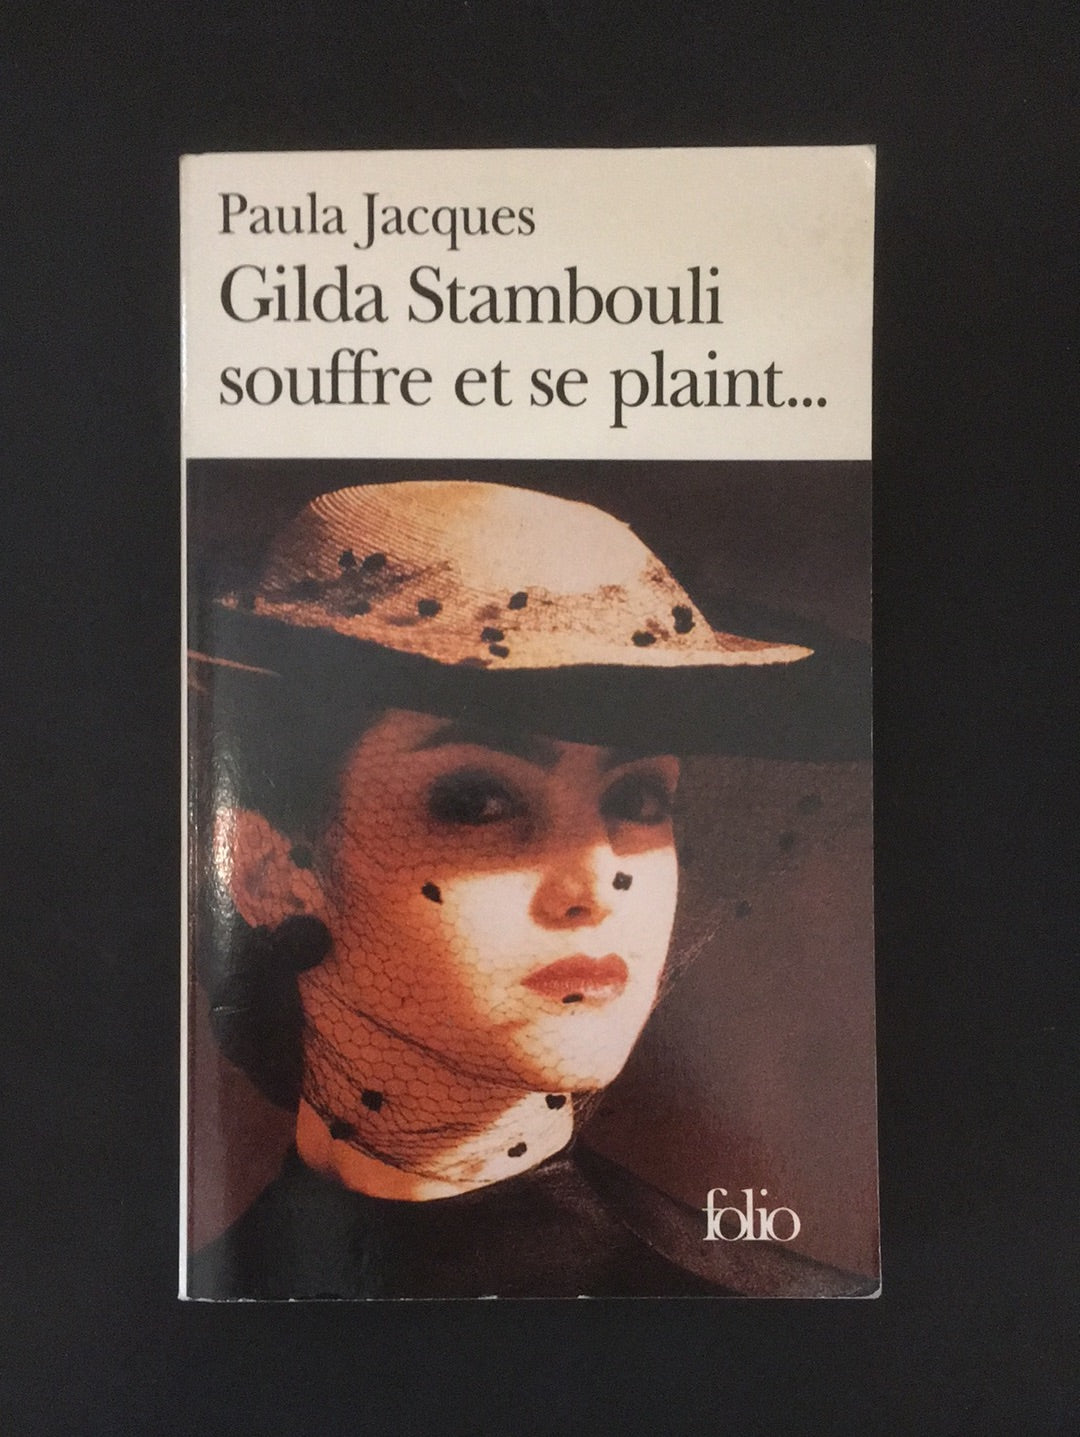 Paula Jacques
Gilda Stambouli
souffre et se plaint...
folio